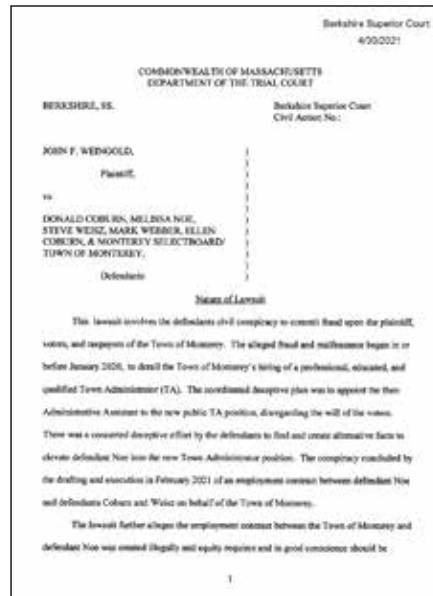 Berkshire Superior Court
4/30/2021
COMMONWEALTH OF MASSACHUSETTS
DEPARTMENT OF THE TRIAL COURT
BERKSHIRE, SS.
Berkshire Superior Court
Civil Action No.:
JOHN F. WEINGOLD,
Plaintiff,
vs
DONALD COBURN, MELISSA NOE,
STEVE WEISZ, MARK WEBBER, ELLEN
COBURN, & MONTEREY SELECTBOARD/
TOWN OF MONTEREY,
Defendants
Nature of Lawsuit
This lawsuit involves the defendants civil conspiracy to commit fraud upon the plaintiff,
voters, and taxpayers of the Town of Monterey. The alleged fraud and malfeasance began in or
before January 2020, to derail the Town of Monterey's hiring of a professional, educated, and
qualified Town Administrator (TA). The coordinated deceptive plan was to appoint the then
Administrative Assistant to the new public TA position, disregarding the will of the voters.
There was a concerted deceptive effort by the defendants to find and create alternative facts to
elevate defendant Noe into the new Town Administrator position. The conspiracy concluded by
the drafting and execution in February 2021 of an employment contract between defendant Noe
and defendants Coburn and Weisz on behalf of the Town of Monterey.
The lawsuit further alleges the employment contract between the Town of Monterey and
defendant Noe was created illegally and equity requires and in good conscience should be
1